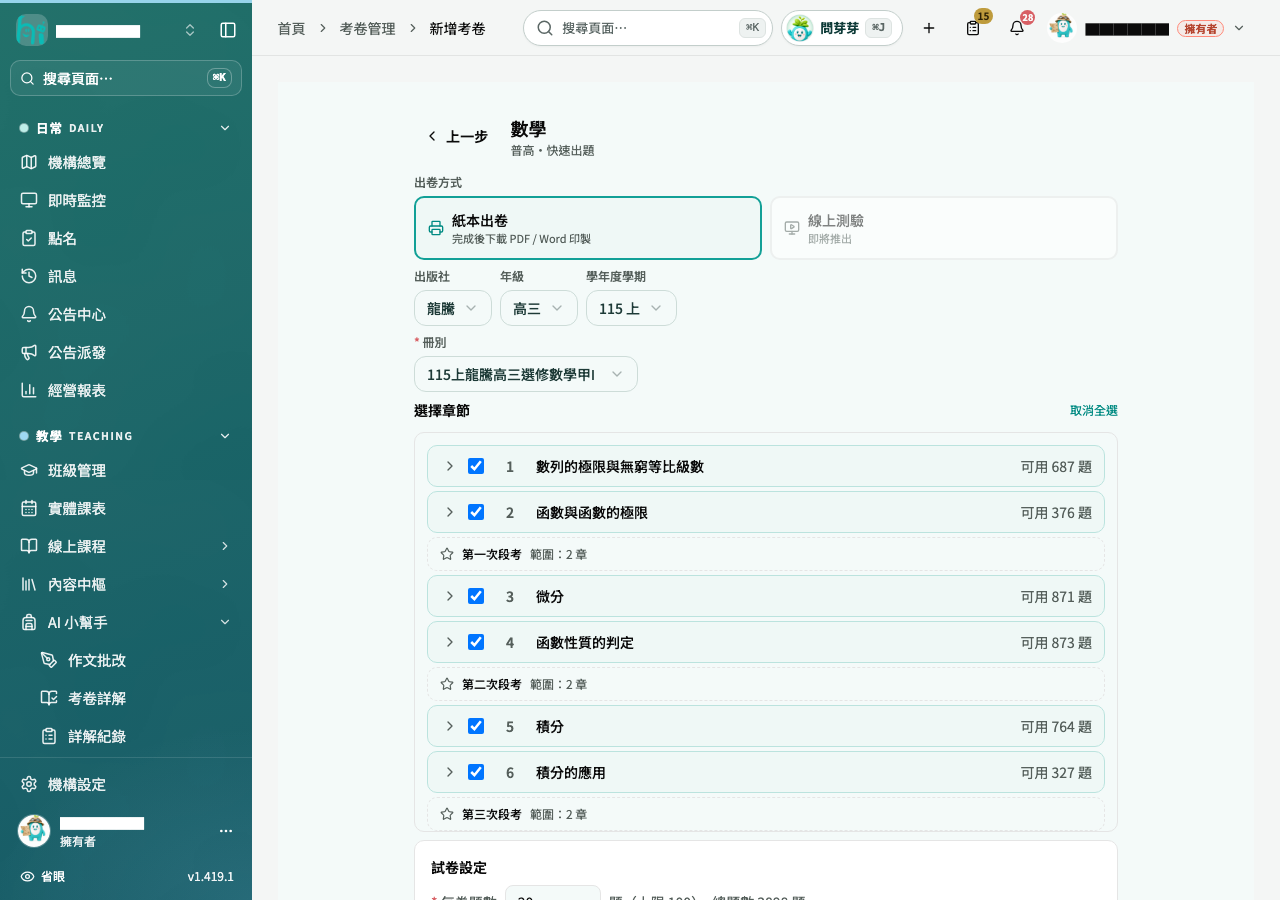 首頁 考卷管理 新增考卷 搜尋頁面… ⌘K 問芽芽 ⌘J 15 28 擁有者
搜尋頁面… ⌘K
日常 DAILY
機構總覽
即時監控
點名
訊息
公告中心
公告派發
經營報表
教學 TEACHING
班級管理
實體課表
線上課程
內容中樞
AI 小幫手
作文批改
考卷詳解
詳解紀錄
機構設定
擁有者
省眼 v1.419.1
上一步
數學
普高・快速出題
出卷方式
紙本出卷
完成後下載 PDF / Word 印製
線上測驗
即將推出
出版社 年級 學年度學期
龍騰 高三 115 上
* 冊別
115上龍騰高三選修數學甲I
選擇章節 取消全選
1 數列的極限與無窮等比級數 可用 687 題
2 函數與函數的極限 可用 376 題
第一次段考 範圍：2 章
3 微分 可用 871 題
4 函數性質的判定 可用 873 題
第二次段考 範圍：2 章
5 積分 可用 764 題
6 積分的應用 可用 327 題
第三次段考 範圍：2 章
試卷設定